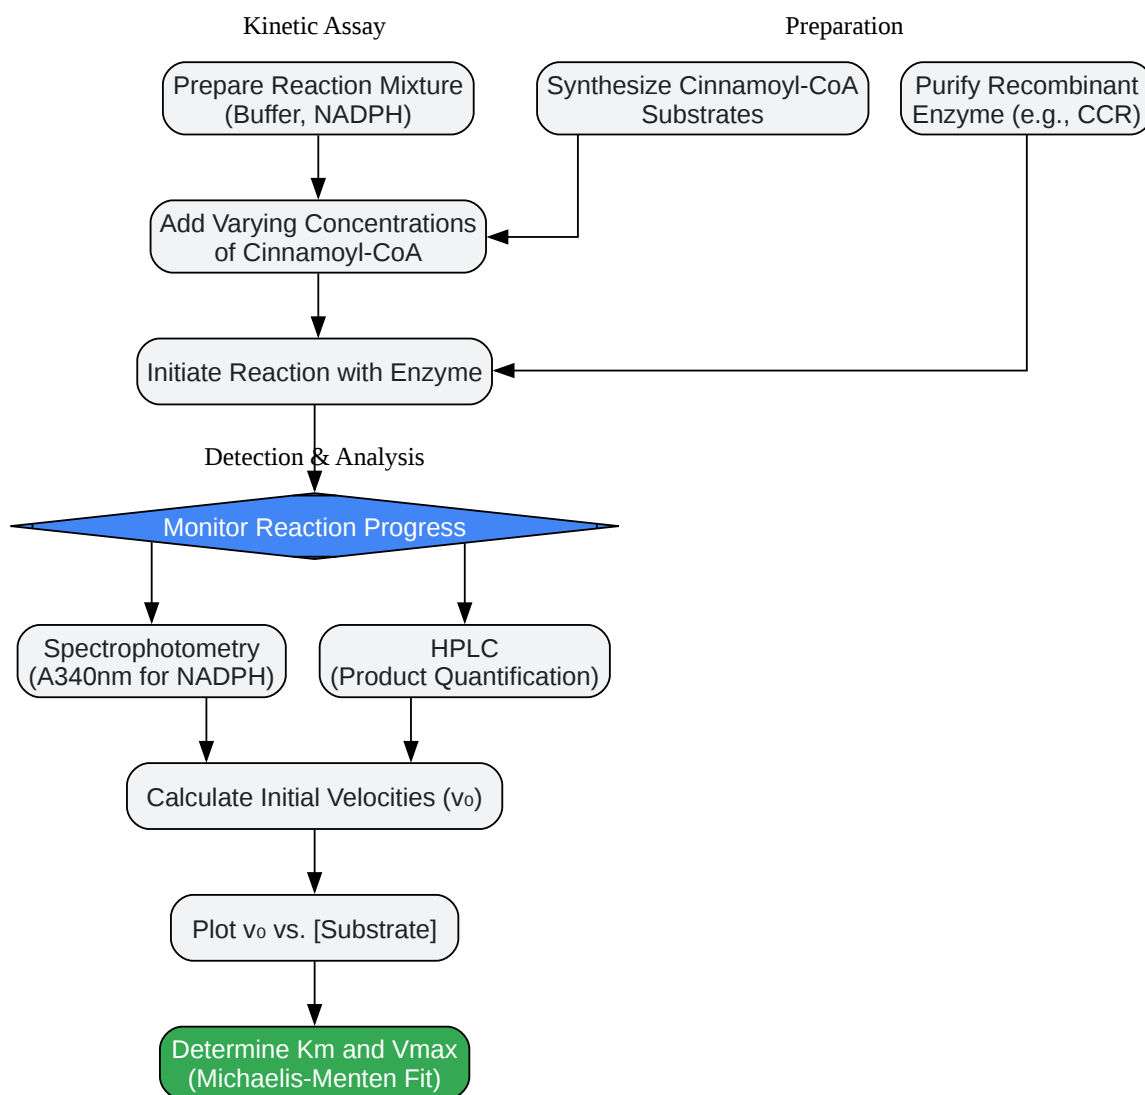 Kinetic Assay
Preparation
Prepare Reaction Mixture
(Buffer, NADPH)
Synthesize Cinnamoyl-CoA
Substrates
Purify Recombinant
Enzyme (e.g., CCR)
Add Varying Concentrations
of Cinnamoyl-CoA
Initiate Reaction with Enzyme
Detection & Analysis
Monitor Reaction Progress
Spectrophotometry
(A340nm for NADPH)
HPLC
(Product Quantification)
Calculate Initial Velocities (v₀)
Plot v₀ vs. [Substrate]
Determine Km and Vmax
(Michaelis-Menten Fit)